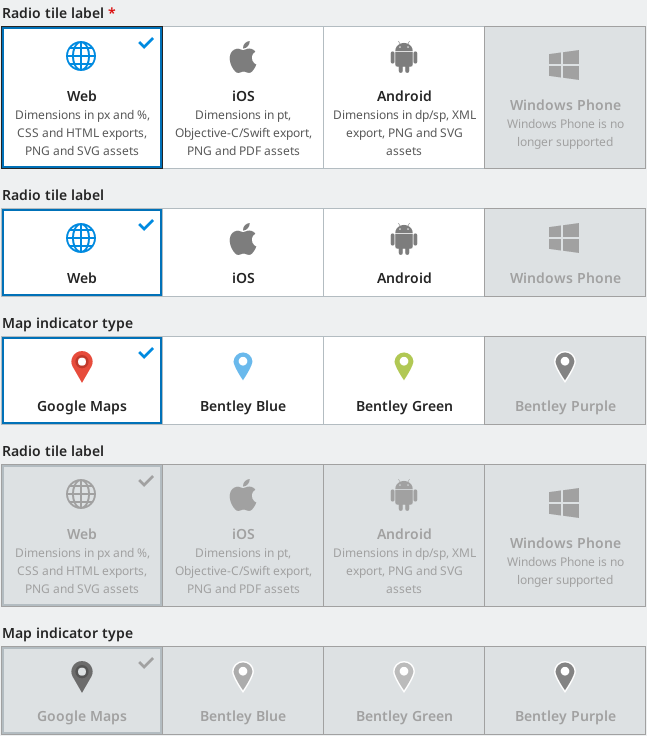 Radio tile label *
Web
Dimensions in px and %,
CSS and HTML exports,
PNG and SVG assets
iOS
Dimensions in pt,
Objective-C/Swift export,
PNG and PDF assets
Android
Dimensions in dp/sp, XML
export, PNG and SVG
assets
Windows Phone
Windows Phone is no
longer supported
Radio tile label
Web
iOS
Android
Windows Phone
Map indicator type
Google Maps
Bentley Blue
Bentley Green
Bentley Purple
Radio tile label
Web
Dimensions in px and %,
CSS and HTML exports,
PNG and SVG assets
iOS
Dimensions in pt,
Objective-C/Swift export,
PNG and PDF assets
Android
Dimensions in dp/sp, XML
export, PNG and SVG
assets
Windows Phone
Windows Phone is no
longer supported
Map indicator type
Google Maps
Bentley Blue
Bentley Green
Bentley Purple